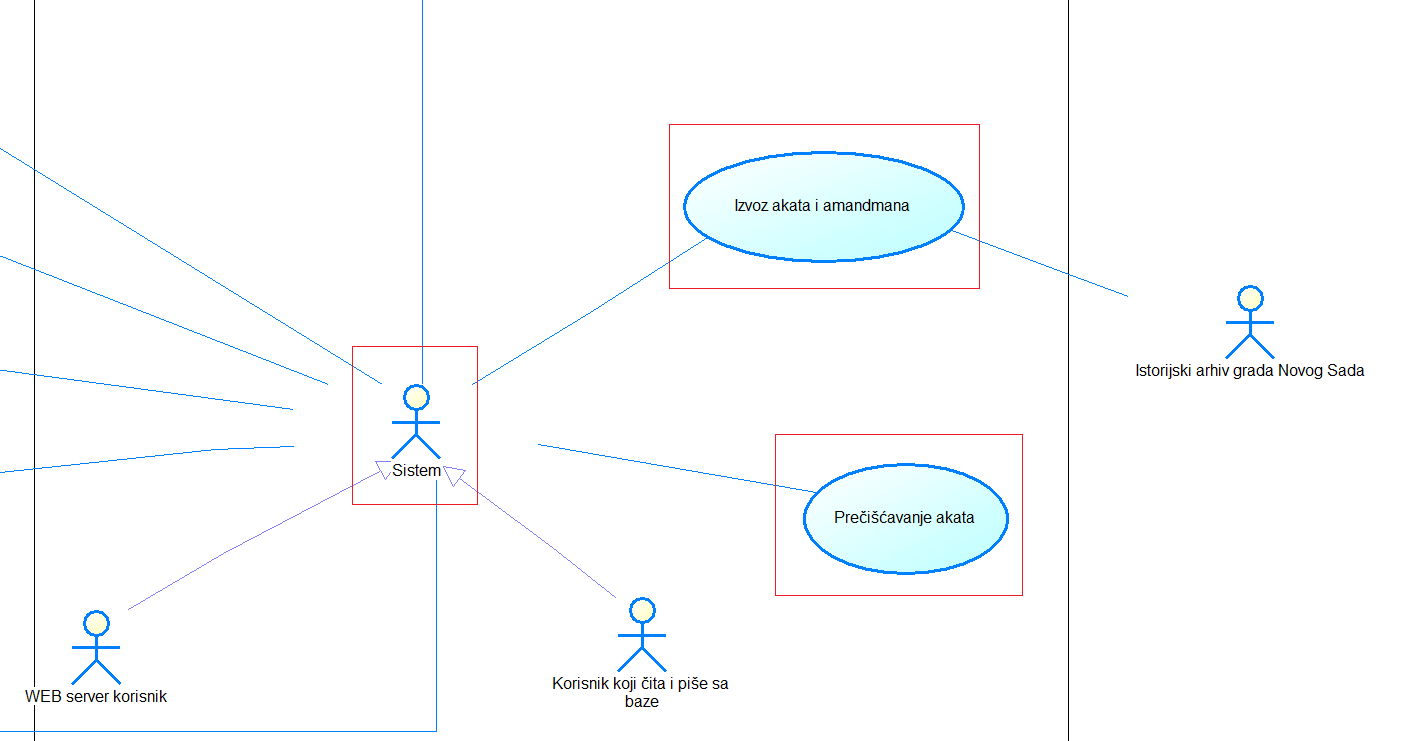 Izvoz akata i amandmana
Istorijski arhiv grada Novog Sada
Sistem
Prečišćavanje akata
WEB server korisnik
Korisnik koji čita i piše sa
baze